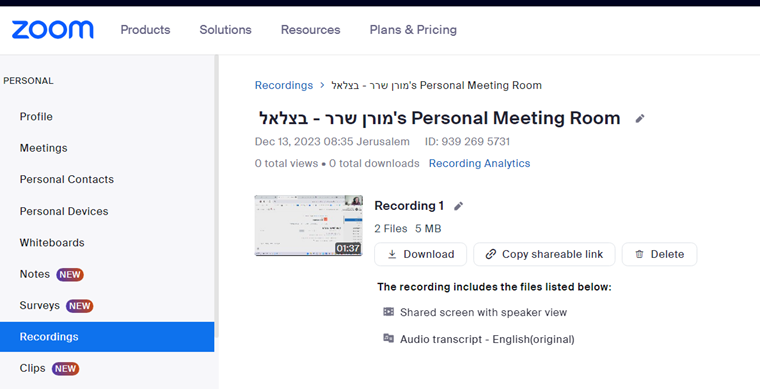 zoom
Products Solutions Resources Plans & Pricing
PERSONAL
Profile
Meetings
Personal Contacts
Personal Devices
Whiteboards
Notes NEW
Surveys NEW
Recordings
Clips NEW
Recordings > מורן שרר - בצלאל's Personal Meeting Room
מורן שרר - בצלאל's Personal Meeting Room
Dec 13, 2023 08:35 Jerusalem ID: 939 269 5731
0 total views • 0 total downloads Recording Analytics
01:37
Recording 1
2 Files 5 MB
Download Copy shareable link Delete
The recording includes the files listed below:
Shared screen with speaker view
Audio transcript - English(original)